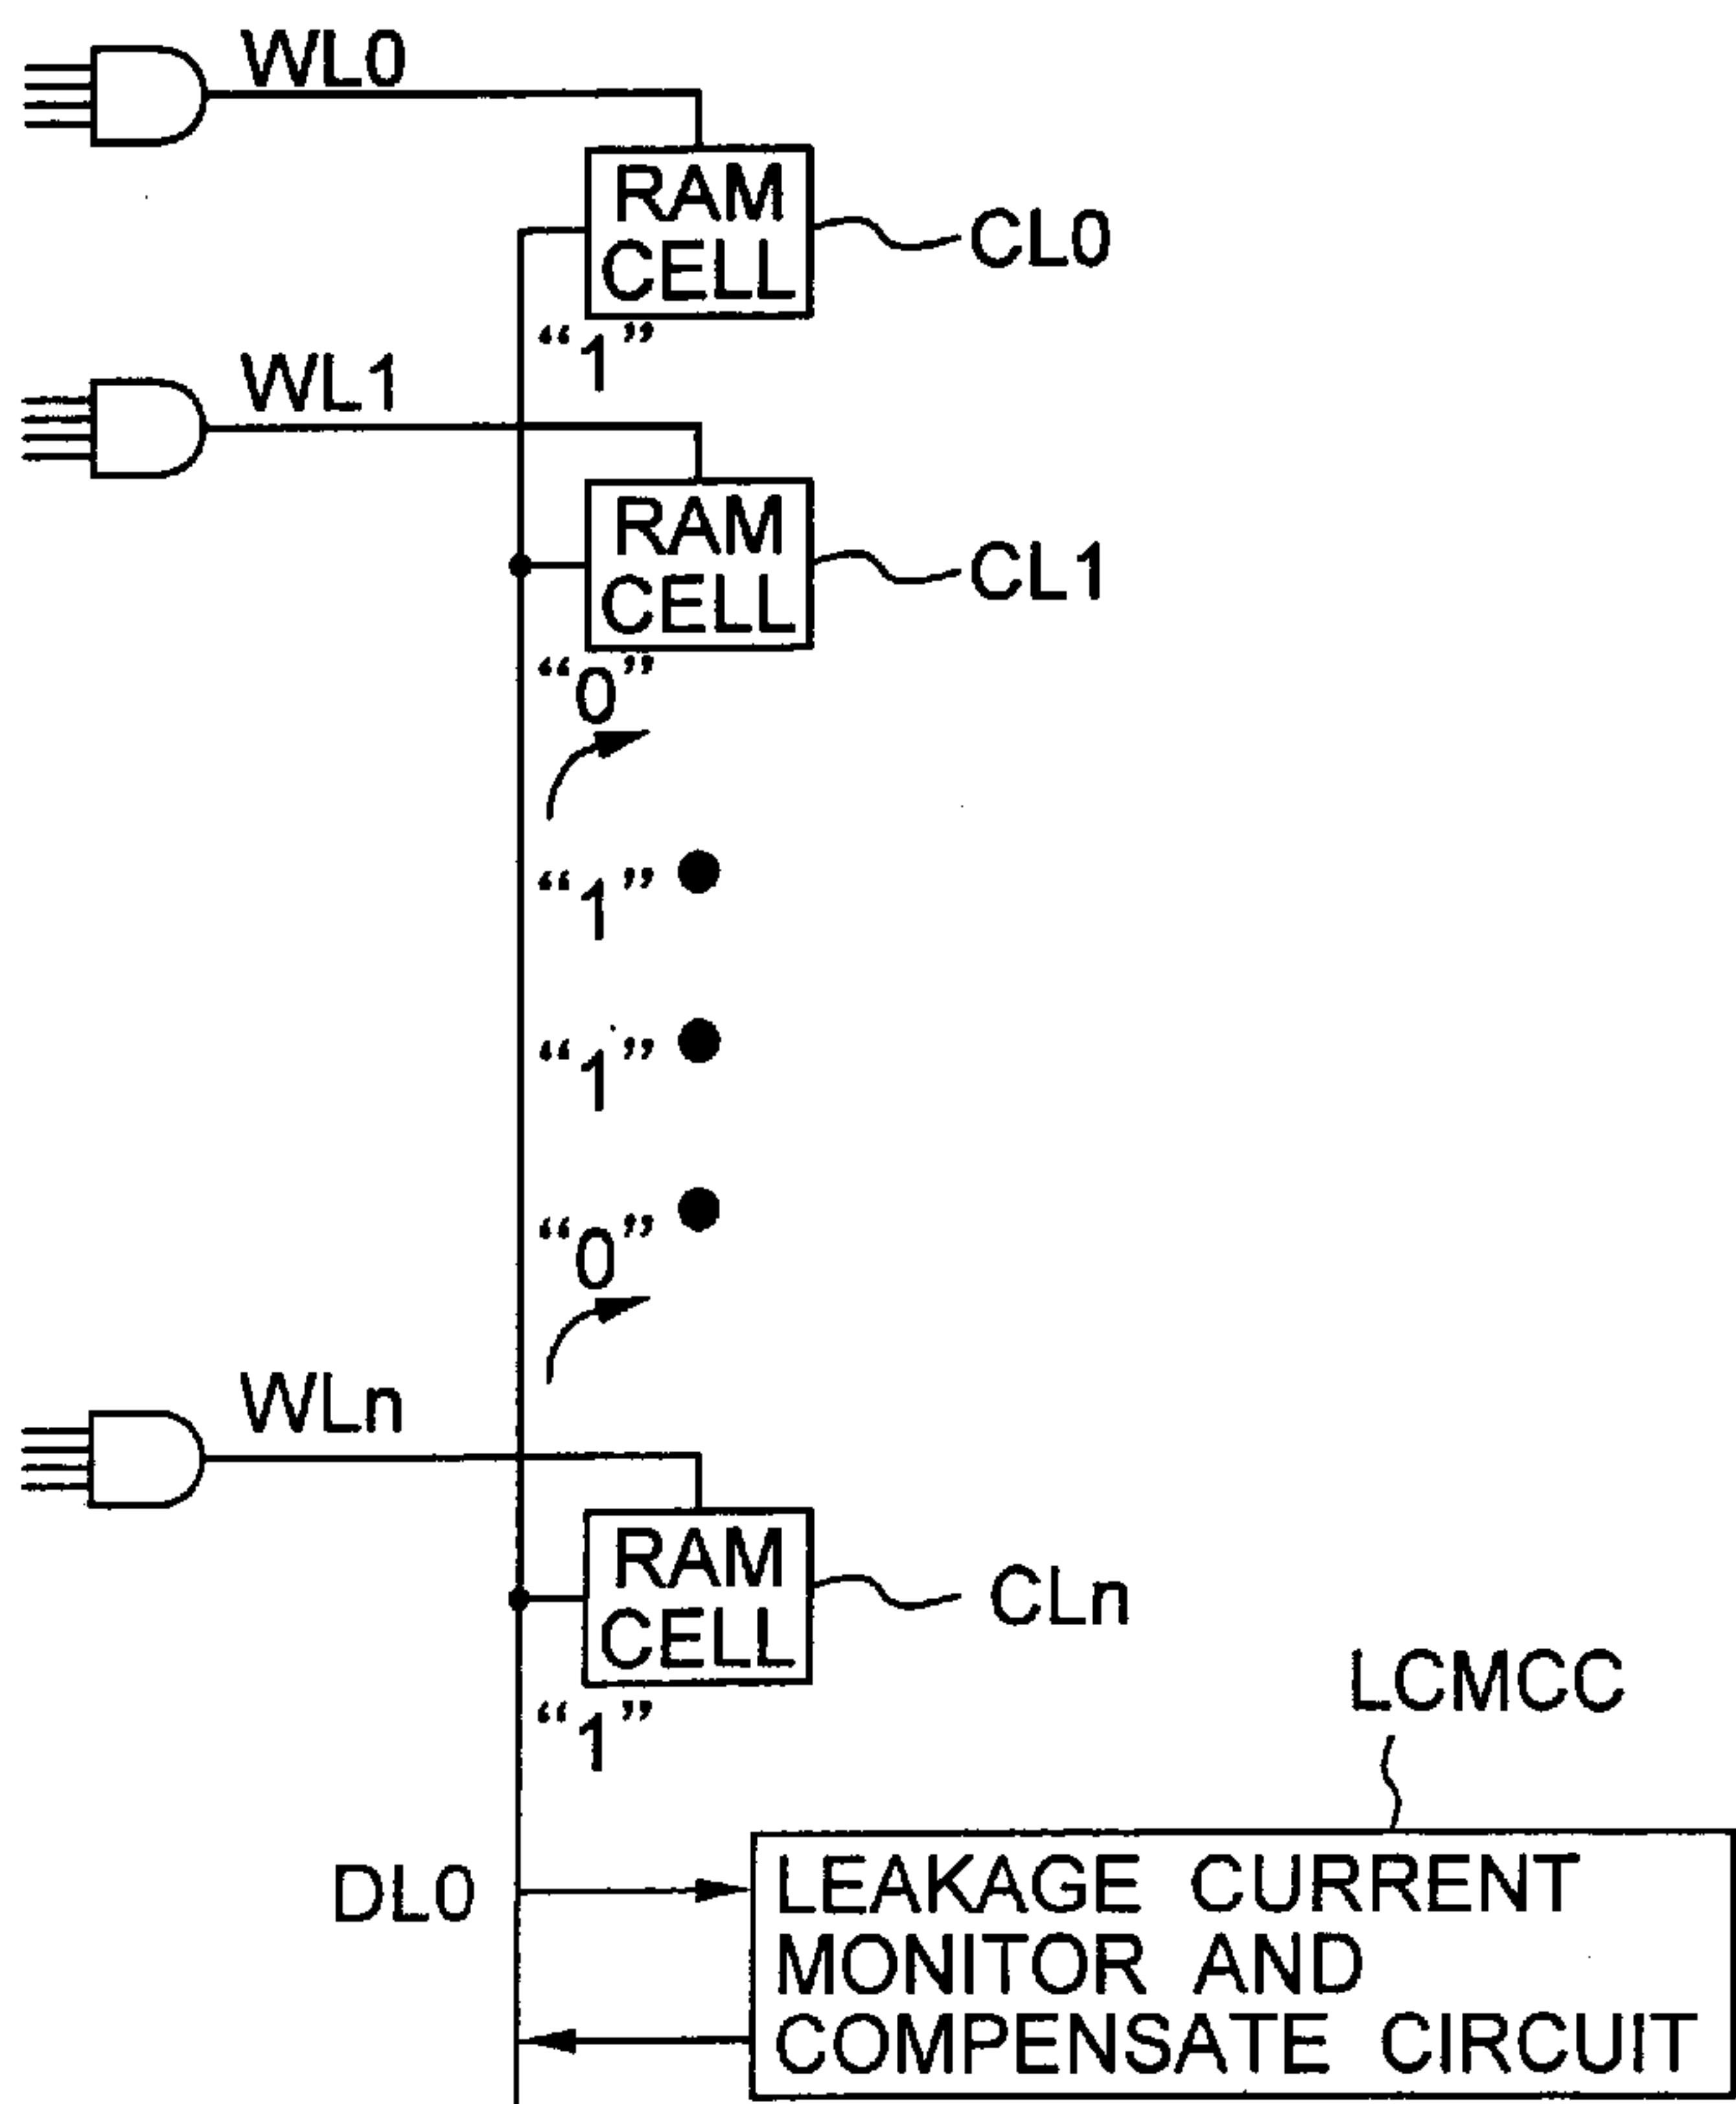 WL0
RAM
CELL
CL0
“1”
WL1
RAM
CELL
CL1
“0”
“1”
“1”
“0”
WLn
RAM
CELL
CLn
“1”
LCMCC
DL0
LEAKAGE CURRENT
MONITOR AND
COMPENSATE CIRCUIT